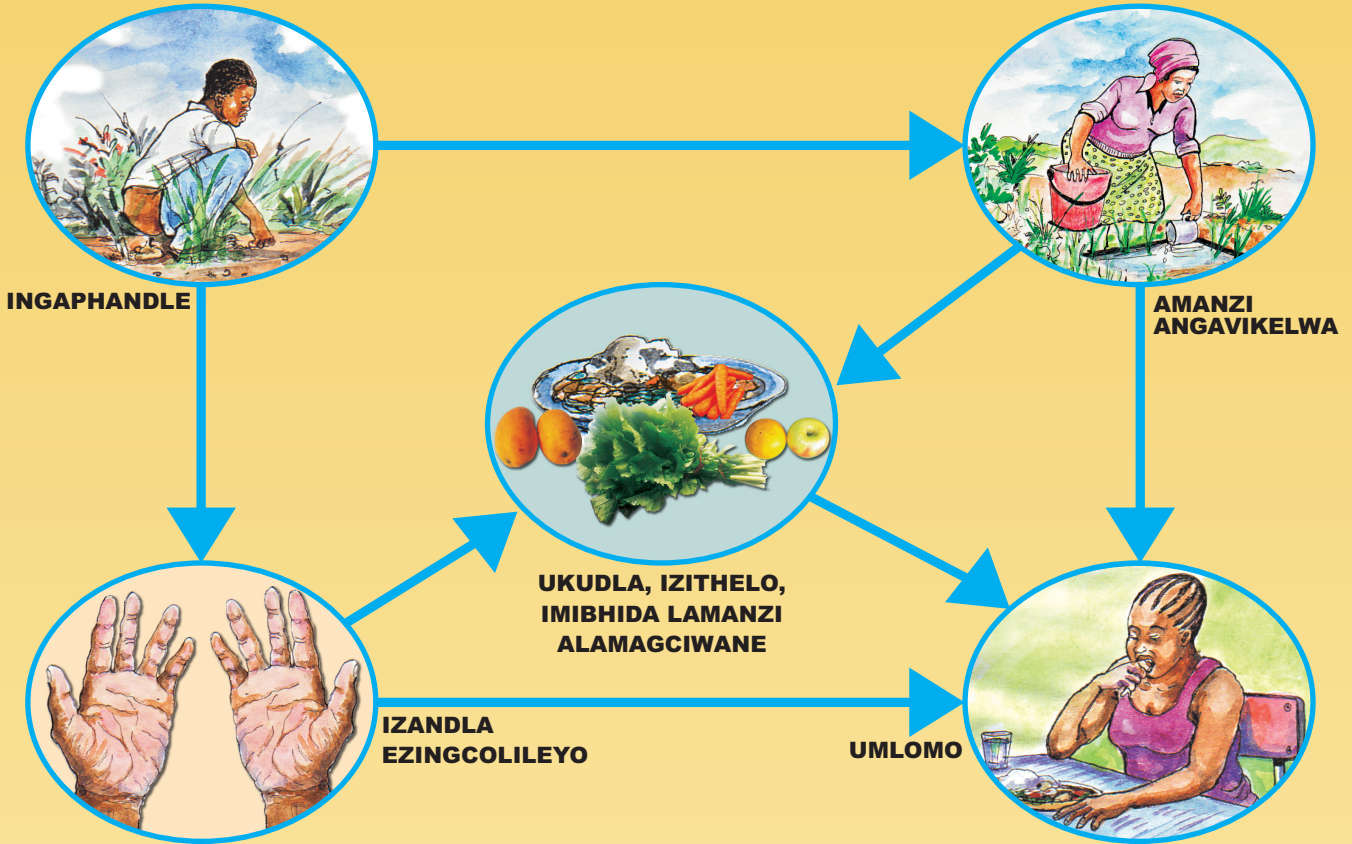 INGAPHANDLE
AMANZI
ANGAVIKELWA
UKUDLA, IZITHELO,
IMIBHIDA LAMANZI
ALAMAGCIWANE
IZANDLA
EZINGCOLILEYO
UMLOMO